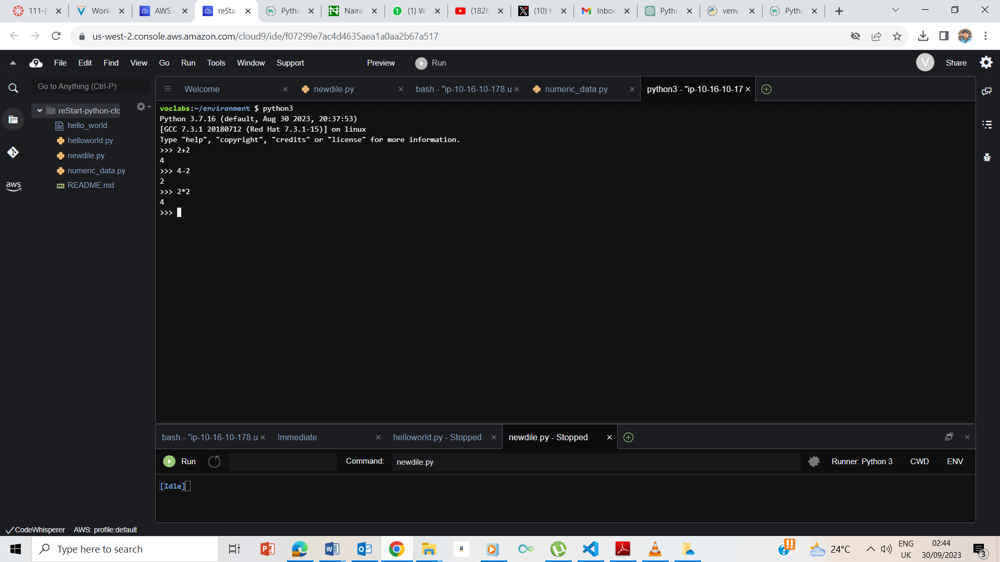 111-[
Work
AWS
reStar
Pytho
Naira
(1) W
(1826
(10) H
Inbox
Pytho
venv
Pytho
us-west-2.console.aws.amazon.com/cloud9/ide/f07299e7ac4d4635aea1a0aa2b67a517
9 File Edit Find View Go Run Tools Window Support Preview Run V Share
Go to Anything (Ctrl-P)
Welcome
newdile.py
bash - "ip-10-16-10-178.u
numeric_data.py
python3 - "ip-10-16-10-17
reStart-python-clo
hello_world
helloworld.py
newdile.py
numeric_data.py
README.md
aws
voclabs:~/environment $ python3
Python 3.7.16 (default, Aug 30 2023, 20:37:53)
[GCC 7.3.1 20180712 (Red Hat 7.3.1-15)] on linux
Type "help", "copyright", "credits" or "license" for more information.
>>> 2+2
4
>>> 4-2
2
>>> 2*2
4
>>>
bash - "ip-10-16-10-178.u
Immediate
helloworld.py - Stopped
newdile.py - Stopped
Run Command: newdile.py Runner: Python 3 CWD ENV
[Idle]
CodeWhisperer AWS: profile:default
Type here to search
24°C
ENG
UK
02:44
30/09/2023
3